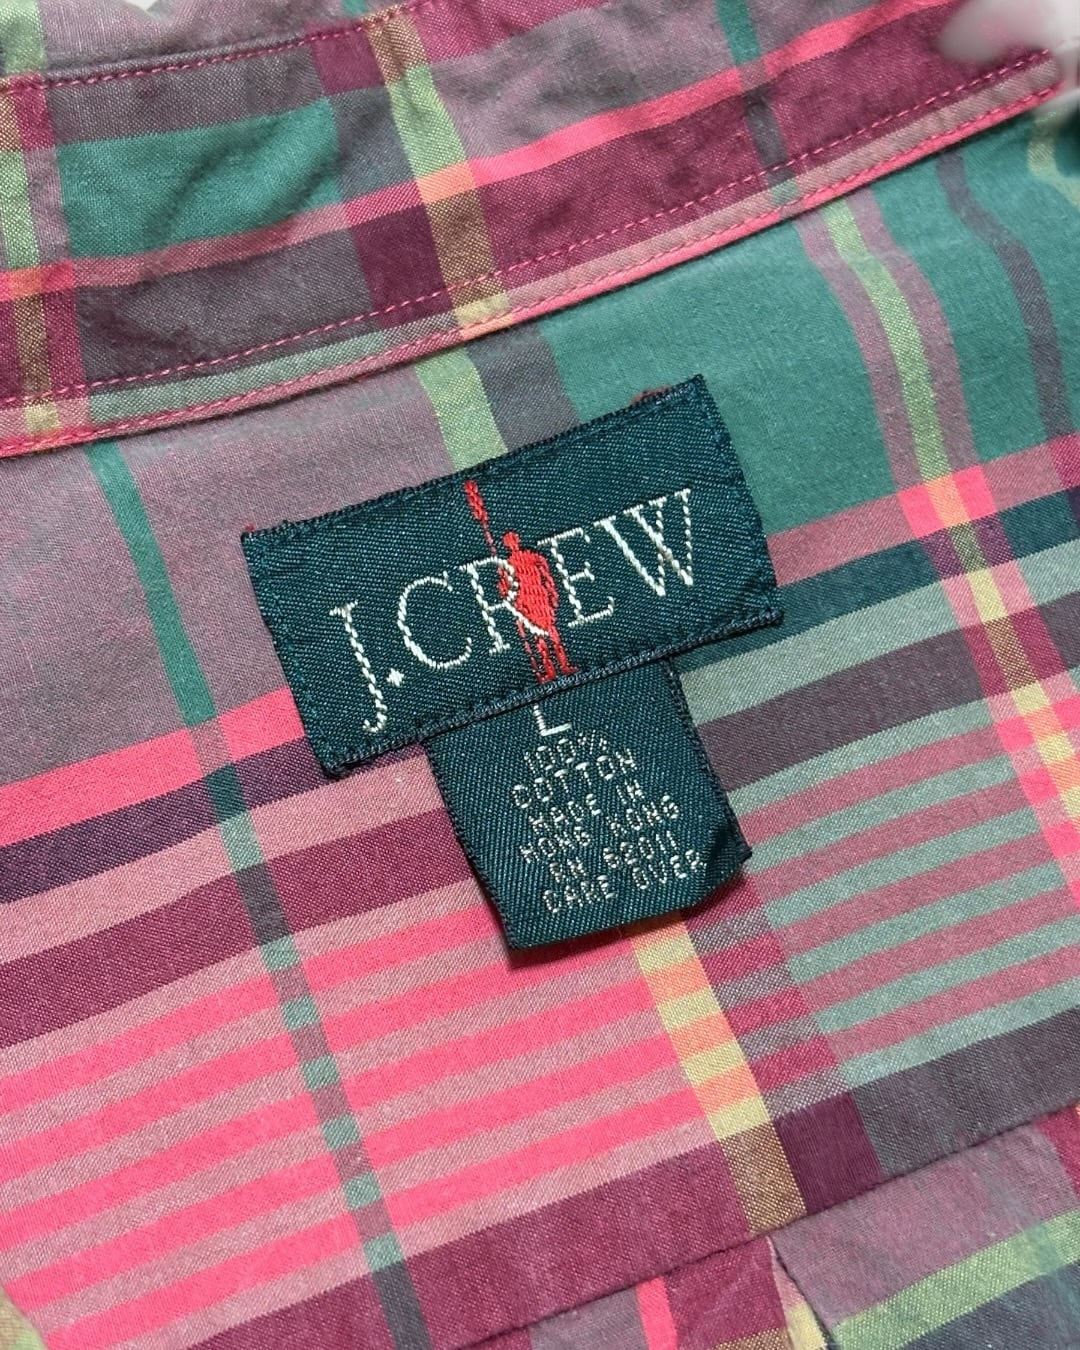 J.CREW
L
100%
COTTON
MADE IN
HONG KONG
RN 62011
CARE OVER